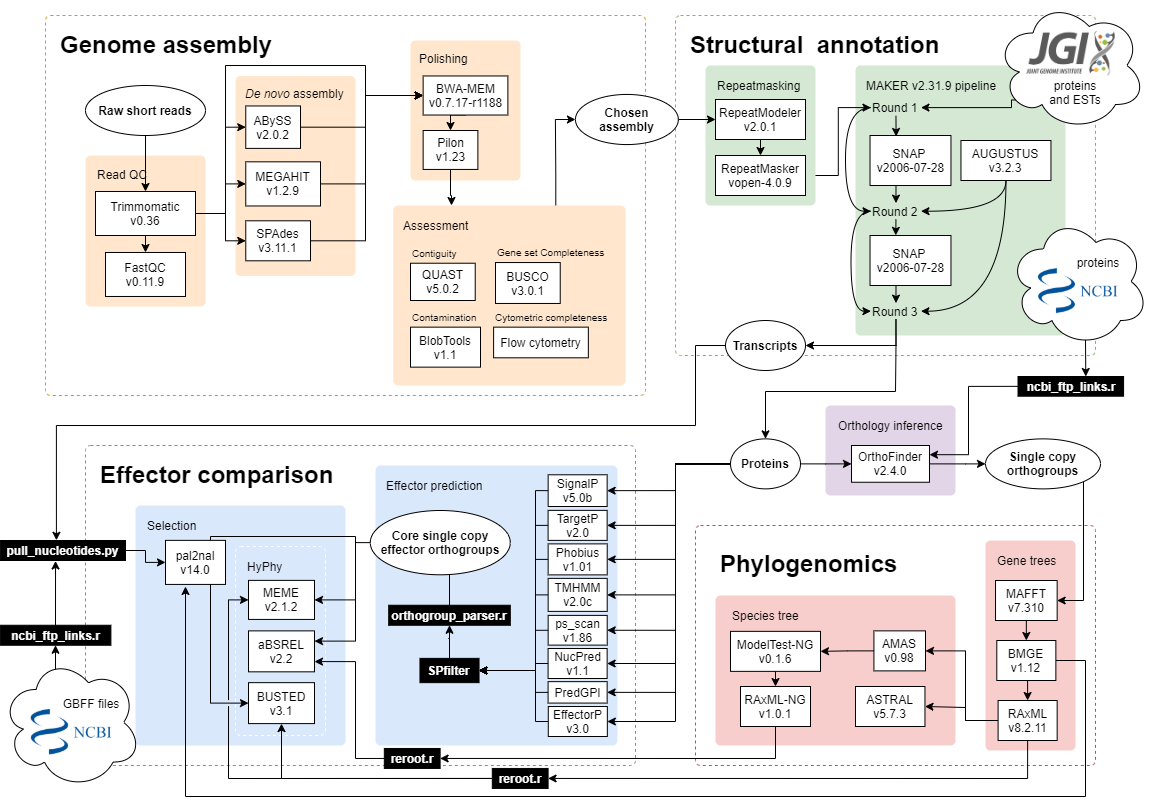 Genome assembly
Raw short reads
Read QC
Trimmomatic
v0.36
FastQC
v0.11.9
De novo assembly
ABySS
v2.0.2
MEGAHIT
v1.2.9
SPAdes
v3.11.1
Polishing
BWA-MEM
v0.7.17-r1188
Pilon
v1.23
Assessment
Contiguity
QUAST
v5.0.2
Gene set Completeness
BUSCO
v3.0.1
Contamination
BlobTools
v1.1
Cytometric completeness
Flow cytometry
Chosen
assembly
Structural annotation
Repeatmasking
RepeatModeler
v2.0.1
RepeatMasker
vopen-4.0.9
MAKER v2.31.9 pipeline
Round 1
SNAP
v2006-07-28
AUGUSTUS
v3.2.3
Round 2
SNAP
v2006-07-28
Round 3
JGI
JOINT GENOME INSTITUTE
proteins
and ESTs
proteins
NCBI
ncbi_ftp_links.r
Transcripts
Proteins
Orthology inference
OrthoFinder
v2.4.0
Single copy
orthogroups
Effector comparison
Selection
pal2nal
v14.0
HyPhy
MEME
v2.1.2
aBSREL
v2.2
BUSTED
v3.1
Effector prediction
Core single copy
effector orthogroups
orthogroup_parser.r
SPfilter
SignalP
v5.0b
TargetP
v2.0
Phobius
v1.01
TMHMM
v2.0c
ps_scan
v1.86
NucPred
v1.1
PredGPI
EffectorP
v3.0
pull_nucleotides.py
ncbi_ftp_links.r
GBFF files
NCBI
Phylogenomics
Species tree
ModelTest-NG
v0.1.6
RAxML-NG
v1.0.1
AMAS
v0.98
ASTRAL
v5.7.3
Gene trees
MAFFT
v7.310
BMGE
v1.12
RAxML
v8.2.11
reroot.r
reroot.r